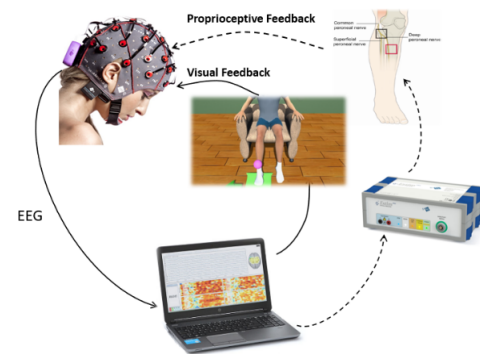 Proprioceptive Feedback
Common
peroneal nerve
Superficial
peroneal nerve
Deep
peroneal nerve
Visual Feedback
EEG